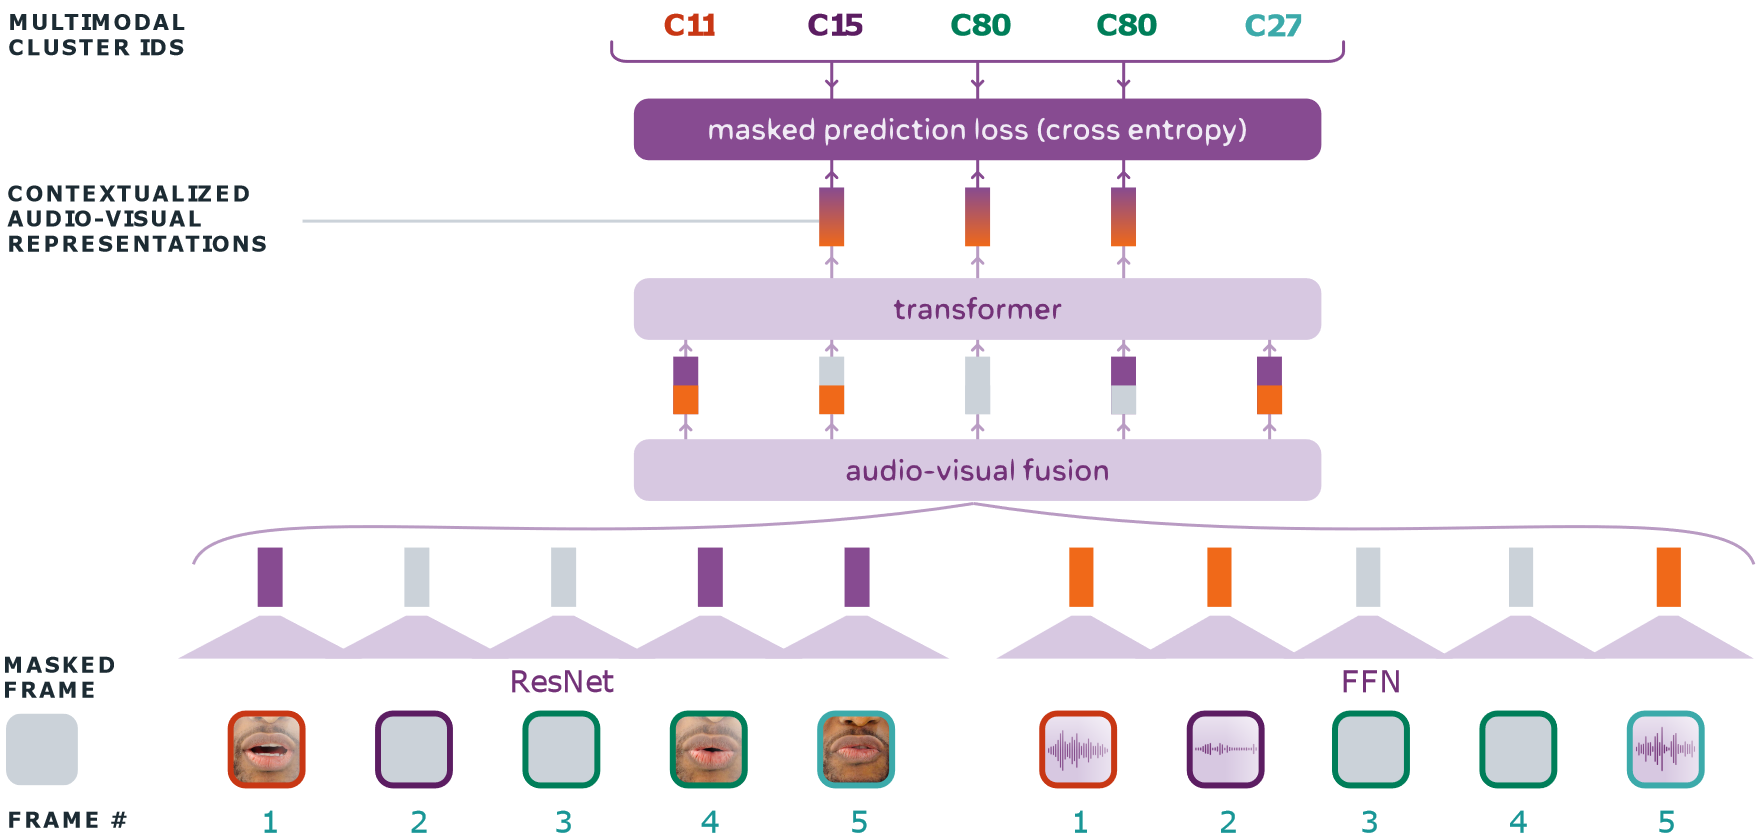 MULTIMODAL
CLUSTER IDS
C11 C15 C80 C80 C27
masked prediction loss (cross entropy)
CONTEXTUALIZED
AUDIO-VISUAL
REPRESENTATIONS
transformer
audio-visual fusion
MASKED
FRAME
ResNet FFN
FRAME # 1 2 3 4 5 1 2 3 4 5